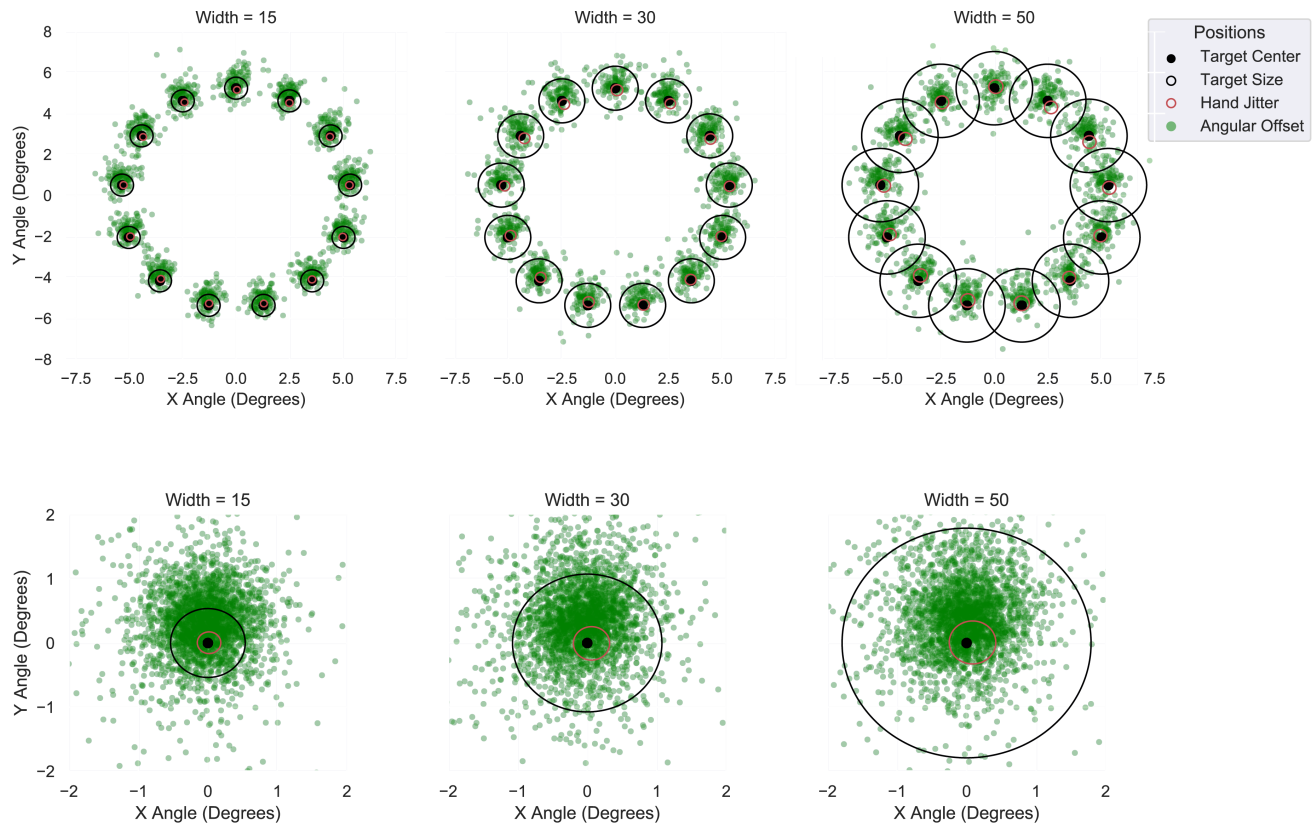 Width = 15
Width = 30
Width = 50
Positions
Target Center
Target Size
Hand Jitter
Angular Offset
8
6
4
2
0
−2
−4
−6
−8
Y Angle (Degrees)
−7.5 −5.0 −2.5 0.0 2.5 5.0 7.5
X Angle (Degrees)
−7.5 −5.0 −2.5 0.0 2.5 5.0 7.5
X Angle (Degrees)
−7.5 −5.0 −2.5 0.0 2.5 5.0 7.5
X Angle (Degrees)
Width = 15
Width = 30
Width = 50
2
1
0
−1
−2
Y Angle (Degrees)
−2 −1 0 1 2
X Angle (Degrees)
−2 −1 0 1 2
X Angle (Degrees)
−2 −1 0 1 2
X Angle (Degrees)